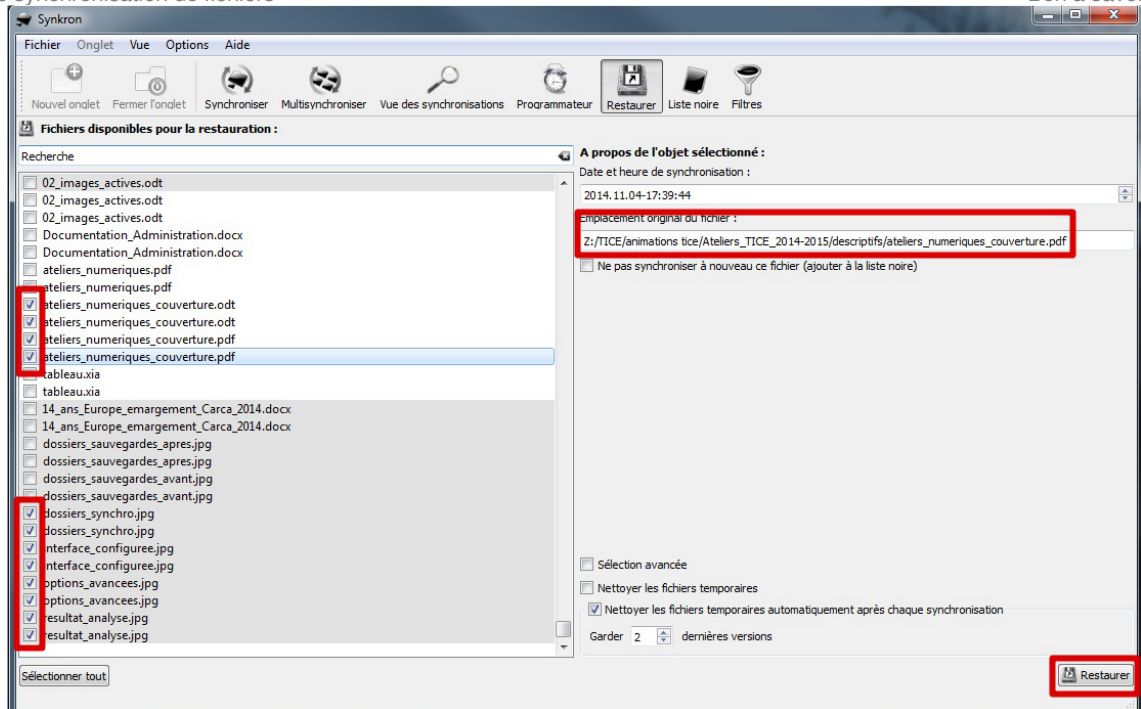 synchronisation de fichiers
Synkron
Fichier Onglet Vue Options Aide
Nouvel onglet Fermer l'onglet Synchroniser Multisynchroniser Vue des synchronisations Programmateur Restaurer Liste noire Filtres
Fichiers disponibles pour la restauration :
Recherche
02_images_actives.odt
02_images_actives.odt
02_images_actives.odt
Documentation_Administration.docx
Documentation_Administration.docx
ateliers_numeriques.pdf
ateliers_numeriques.pdf
ateliers_numeriques_couverture.odt
ateliers_numeriques_couverture.odt
ateliers_numeriques_couverture.pdf
ateliers_numeriques_couverture.pdf
tableau.xia
tableau.xia
14_ans_Europe_emargement_Carca_2014.docx
14_ans_Europe_emargement_Carca_2014.docx
dossiers_sauvegardes_apres.jpg
dossiers_sauvegardes_apres.jpg
dossiers_sauvegardes_avant.jpg
dossiers_sauvegardes_avant.jpg
dossiers_synchro.jpg
dossiers_synchro.jpg
interface_configuree.jpg
interface_configuree.jpg
options_avancees.jpg
options_avancees.jpg
resultat_analyse.jpg
resultat_analyse.jpg
Sélectionner tout
A propos de l'objet sélectionné :
Date et heure de synchronisation :
2014.11.04-17:39:44
Emplacement original du fichier :
Z:/TICE/animations tice/Ateliers_TICE_2014-2015/descriptifs/ateliers_numeriques_couverture.pdf
Ne pas synchroniser à nouveau ce fichier (ajouter à la liste noire)
Sélection avancée
Nettoyer les fichiers temporaires
Nettoyer les fichiers temporaires automatiquement après chaque synchronisation
Garder 2 dernières versions
Restaurer